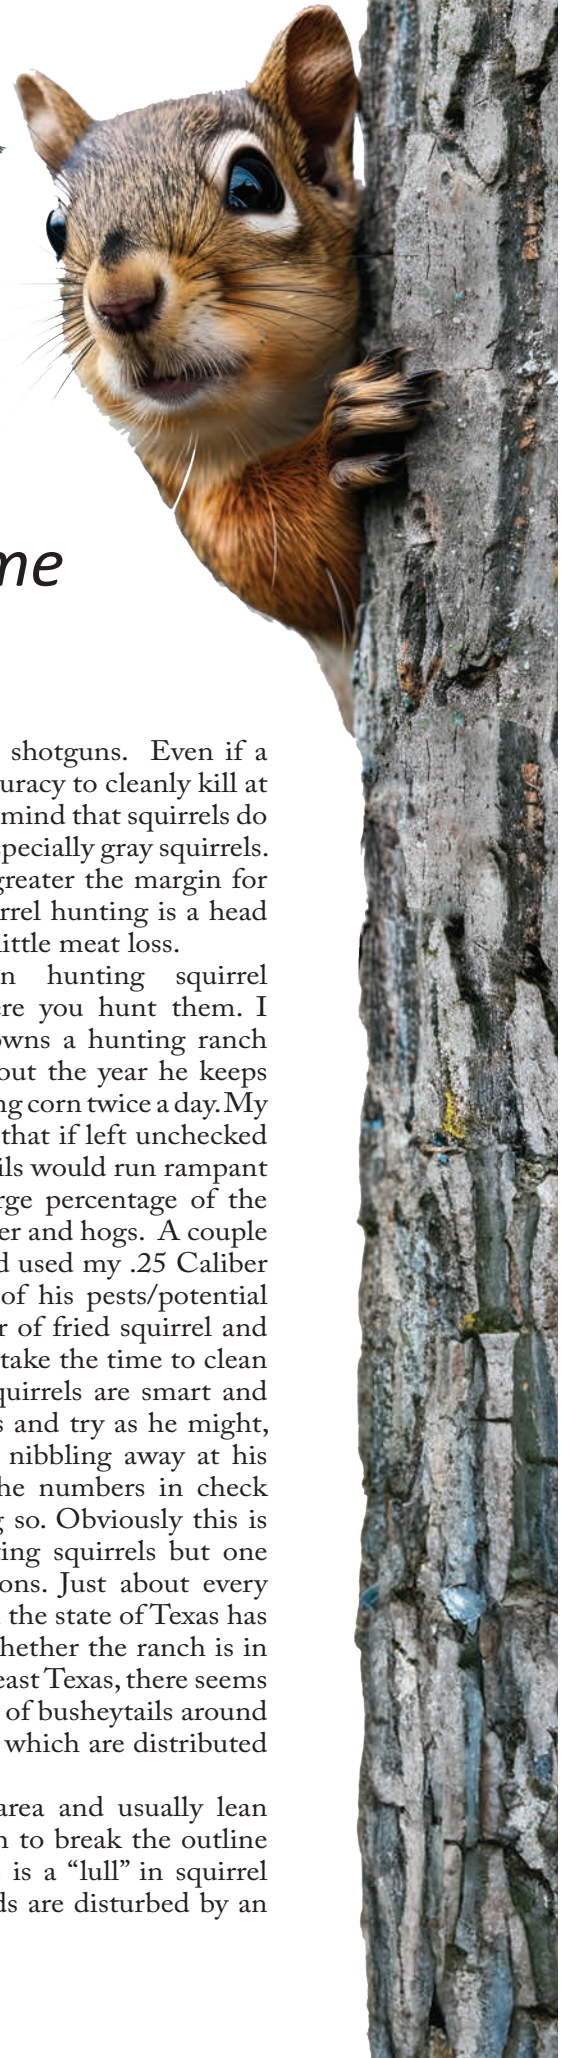 me
shotguns. Even if a
uracy to cleanly kill at
mind that squirrels do
specially gray squirrels.
greater the margin for
rrel hunting is a head
little meat loss.
n hunting squirrel
ere you hunt them. I
owns a hunting ranch
out the year he keeps
ng corn twice a day. My
that if left unchecked
ils would run rampant
rge percentage of the
er and hogs. A couple
d used my .25 Caliber
of his pests/potential
r of fried squirrel and
take the time to clean
quirrels are smart and
s and try as he might,
nibbling away at his
he numbers in check
g so. Obviously this is
ing squirrels but one
ons. Just about every
the state of Texas has
hether the ranch is in
east Texas, there seems
of busheytails around
which are distributed
area and usually lean
n to break the outline
is a “lull” in squirrel
ds are disturbed by an